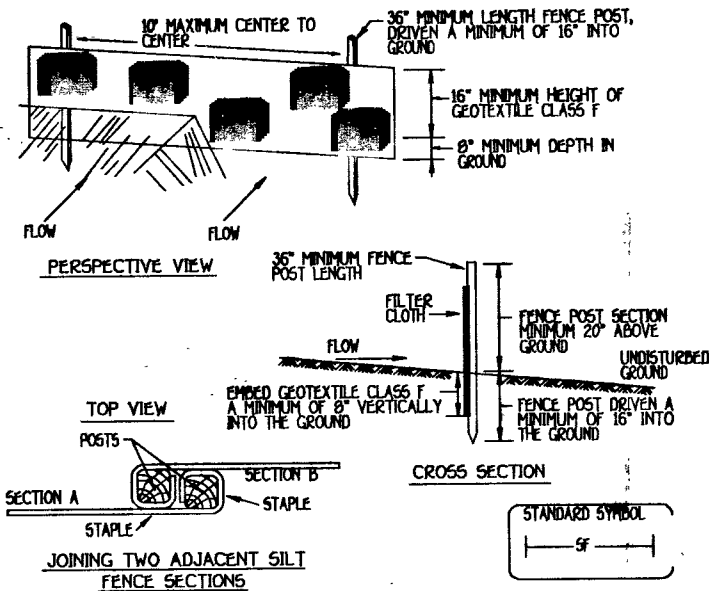 10" MAXIMUM CENTER TO
CENTER
36" MINIMUM LENGTH FENCE POST,
DRIVEN A MINIMUM OF 16" INTO
GROUND
16" MINIMUM HEIGHT OF
GEOTEXTILE CLASS F
8" MINIMUM DEPTH IN
GROUND
FLOW
FLOW
PERSPECTIVE VIEW
36" MINIMUM FENCE
POST LENGTH
FILTER
CLOTH
FENCE POST SECTION
MINIMUM 20" ABOVE
GROUND
FLOW
UNDISTURBED
GROUND
EMBED GEOTEXTILE CLASS F
A MINIMUM OF 8" VERTICALLY
INTO THE GROUND
FENCE POST DRIVEN A
MINIMUM OF 16" INTO
THE GROUND
CROSS SECTION
TOP VIEW
POSTS
SECTION B
SECTION A
STAPLE
STAPLE
JOINING TWO ADJACENT SILT
FENCE SECTIONS
STANDARD SYMBOL
SF